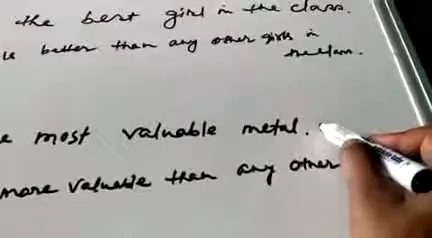 the best girl in the class.
is better than any other girls in
the class.
e most valuable metal.
more valuable than any other